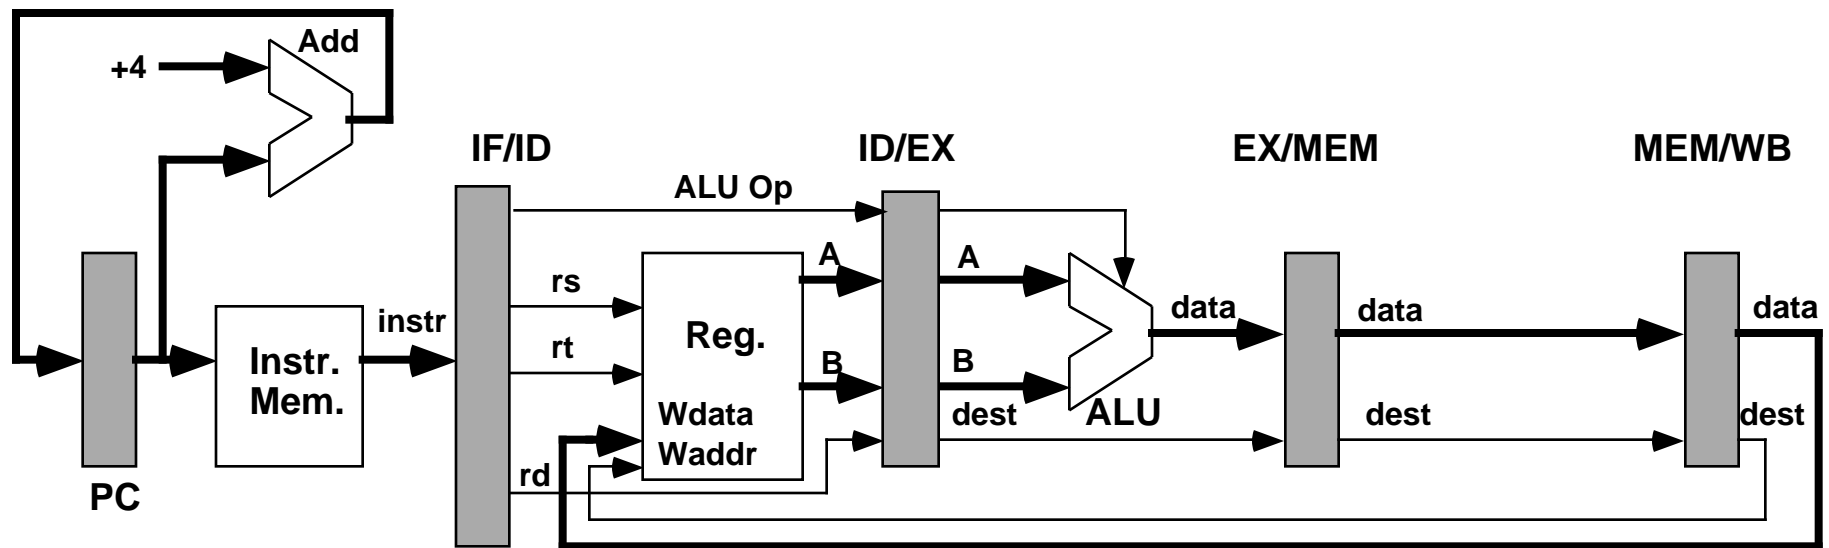 Add
+4
IF/ID
ID/EX
EX/MEM
MEM/WB
ALU Op
A
A
rs
instr
data
data
data
Instr.
Mem.
rt
Reg.
B
B
Wdata
dest
ALU
dest
dest
Waddr
rd
PC